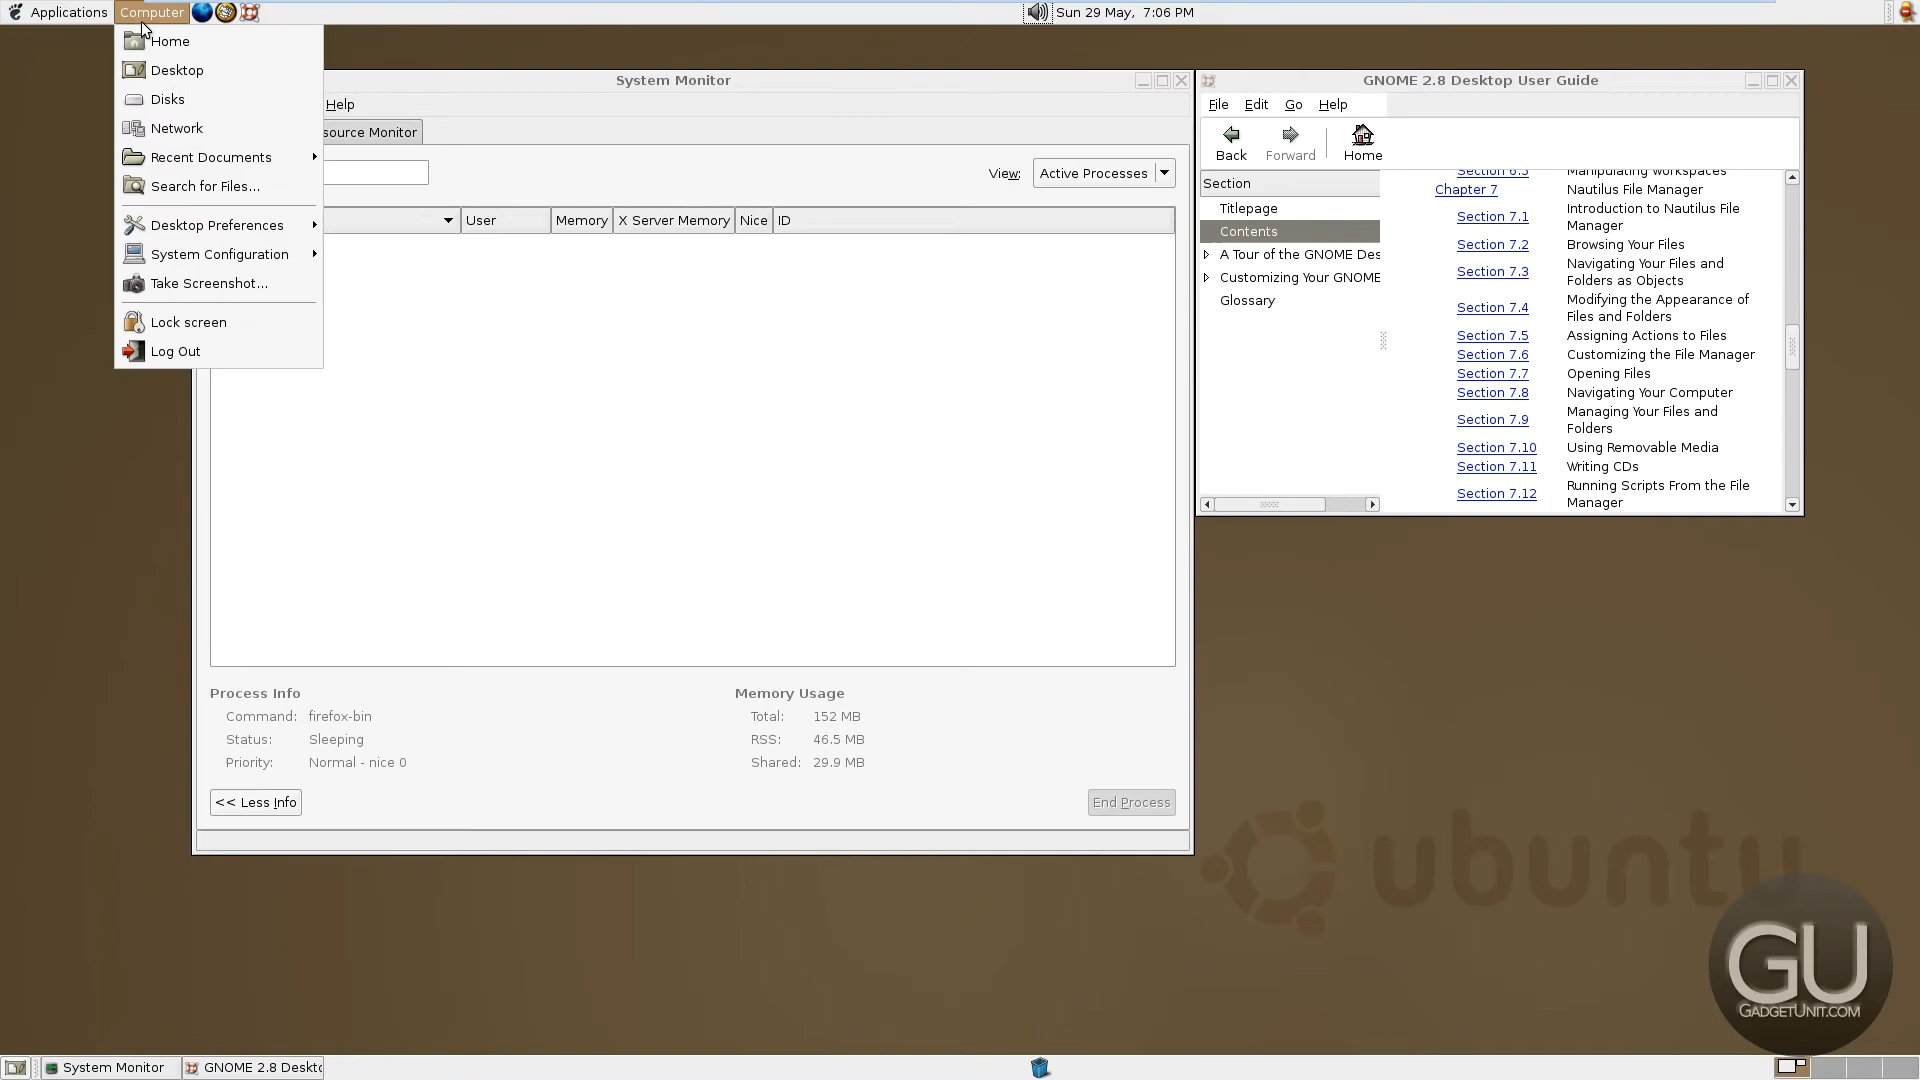 Applications Computer Sun 29 May, 7:06 PM
Home
Desktop
Disks
Network
Recent Documents
Search for Files...
Desktop Preferences
System Configuration
Take Screenshot...
Lock screen
Log Out
System Monitor
Help
source Monitor
View: Active Processes
User Memory X Server Memory Nice ID
Process Info
Command: firefox-bin
Status: Sleeping
Priority: Normal - nice 0
Memory Usage
Total: 152 MB
RSS: 46.5 MB
Shared: 29.9 MB
<< Less Info
End Process
GNOME 2.8 Desktop User Guide
File Edit Go Help
Back Forward Home
Section
Titlepage
Contents
A Tour of the GNOME Des
Customizing Your GNOME
Glossary
Section 6.3 Manipulating Workspaces
Chapter 7 Nautilus File Manager
Section 7.1 Introduction to Nautilus File
Manager
Section 7.2 Browsing Your Files
Section 7.3 Navigating Your Files and
Folders as Objects
Section 7.4 Modifying the Appearance of
Files and Folders
Section 7.5 Assigning Actions to Files
Section 7.6 Customizing the File Manager
Section 7.7 Opening Files
Section 7.8 Navigating Your Computer
Section 7.9 Managing Your Files and
Folders
Section 7.10 Using Removable Media
Section 7.11 Writing CDs
Section 7.12 Running Scripts From the File
Manager
ubuntu
GU
GADGETUNIT.COM
System Monitor GNOME 2.8 Deskto